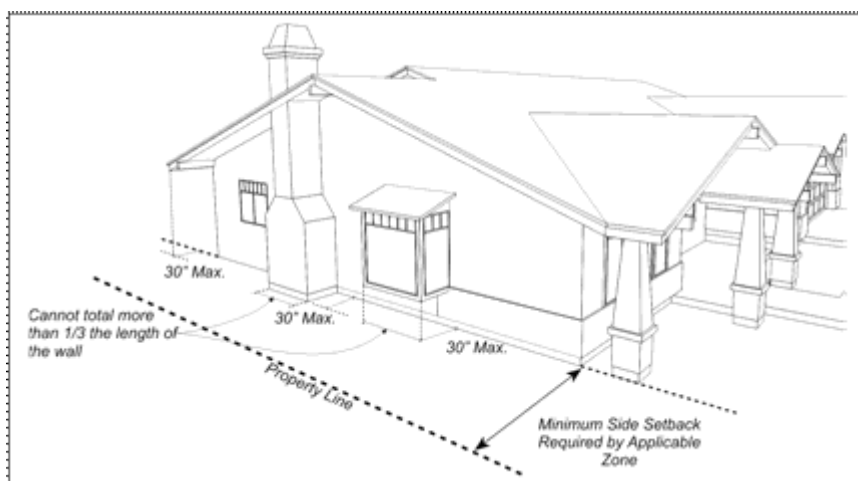 30" Max.
Cannot total more
than 1/3 the length of
the wall
30" Max.
30" Max.
Property Line
Minimum Side Setback
Required by Applicable
Zone